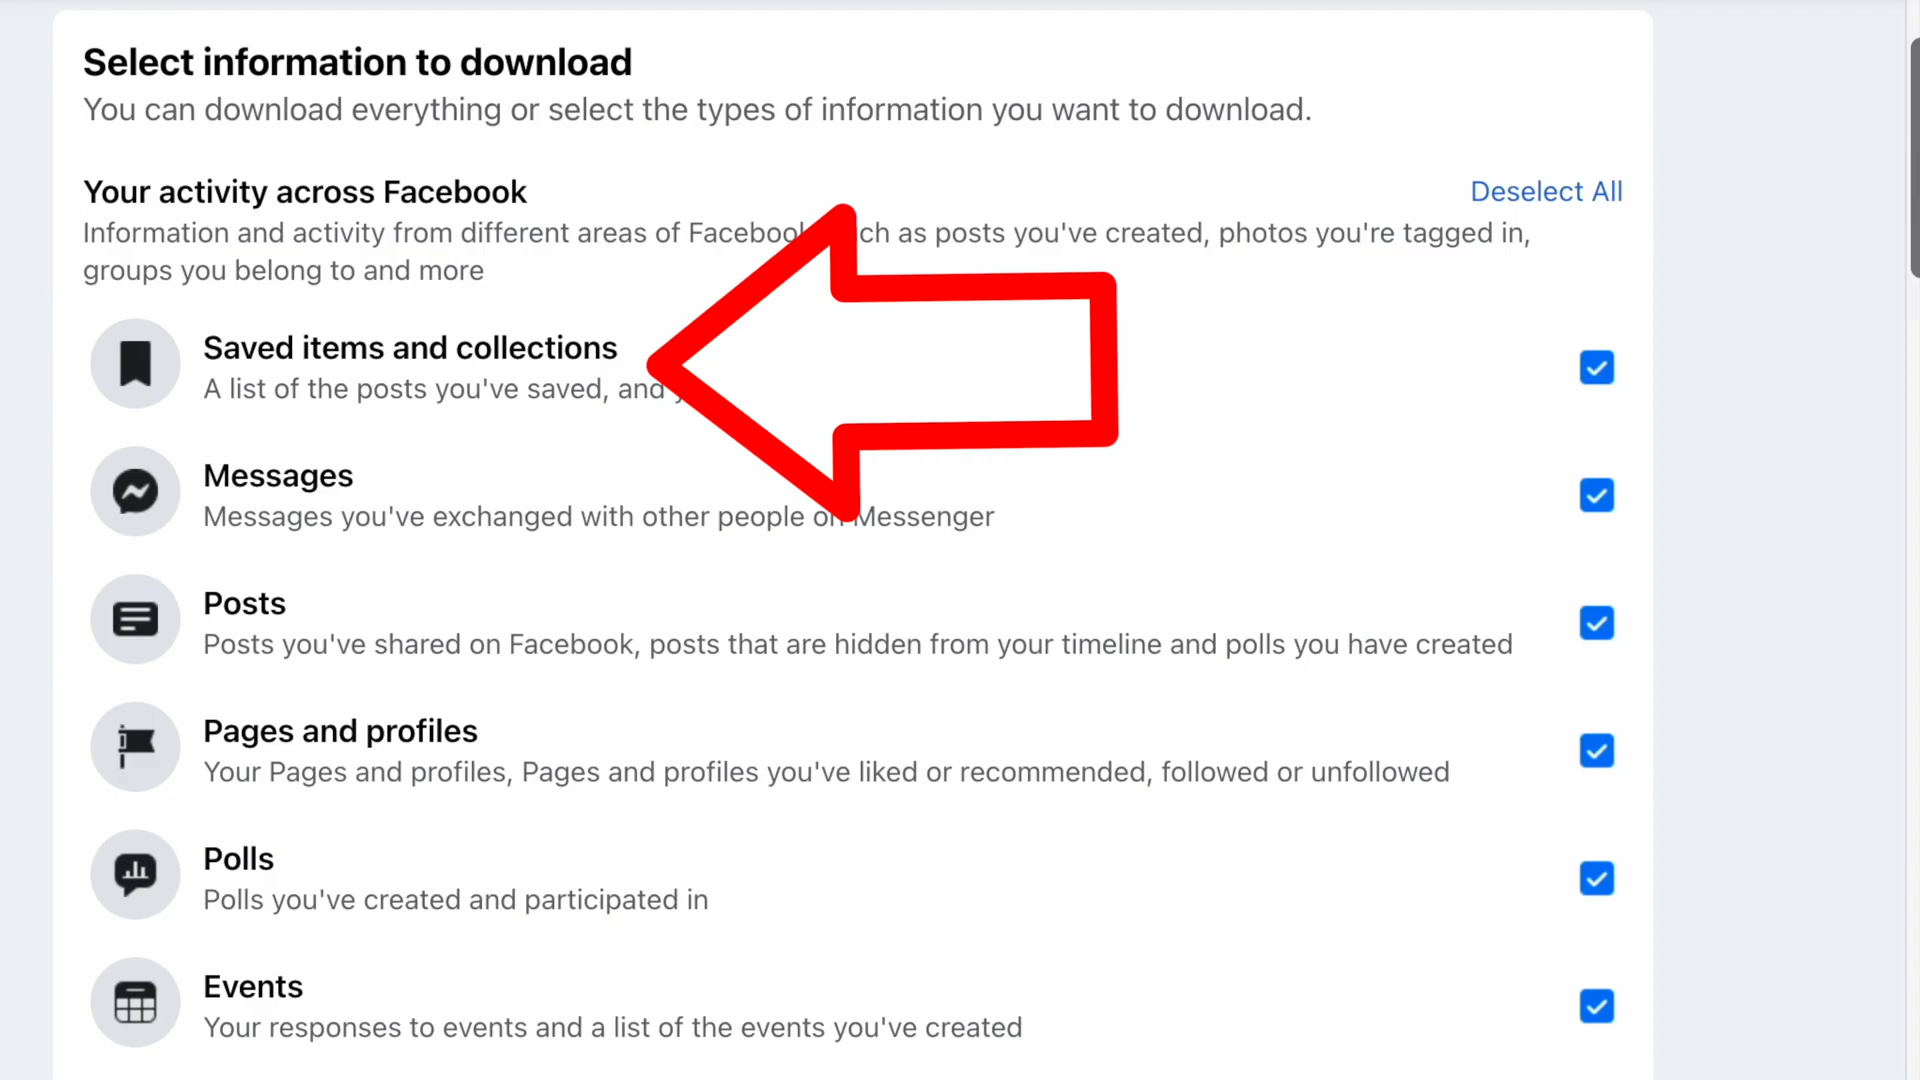 Select information to download
You can download everything or select the types of information you want to download.
Your activity across Facebook
Deselect All
Information and activity from different areas of Facebook ch as posts you've created, photos you're tagged in,
groups you belong to and more
Saved items and collections
A list of the posts you've saved, and
Messages
Messages you've exchanged with other people on Messenger
Posts
Posts you've shared on Facebook, posts that are hidden from your timeline and polls you have created
Pages and profiles
Your Pages and profiles, Pages and profiles you've liked or recommended, followed or unfollowed
Polls
Polls you've created and participated in
Events
Your responses to events and a list of the events you've created